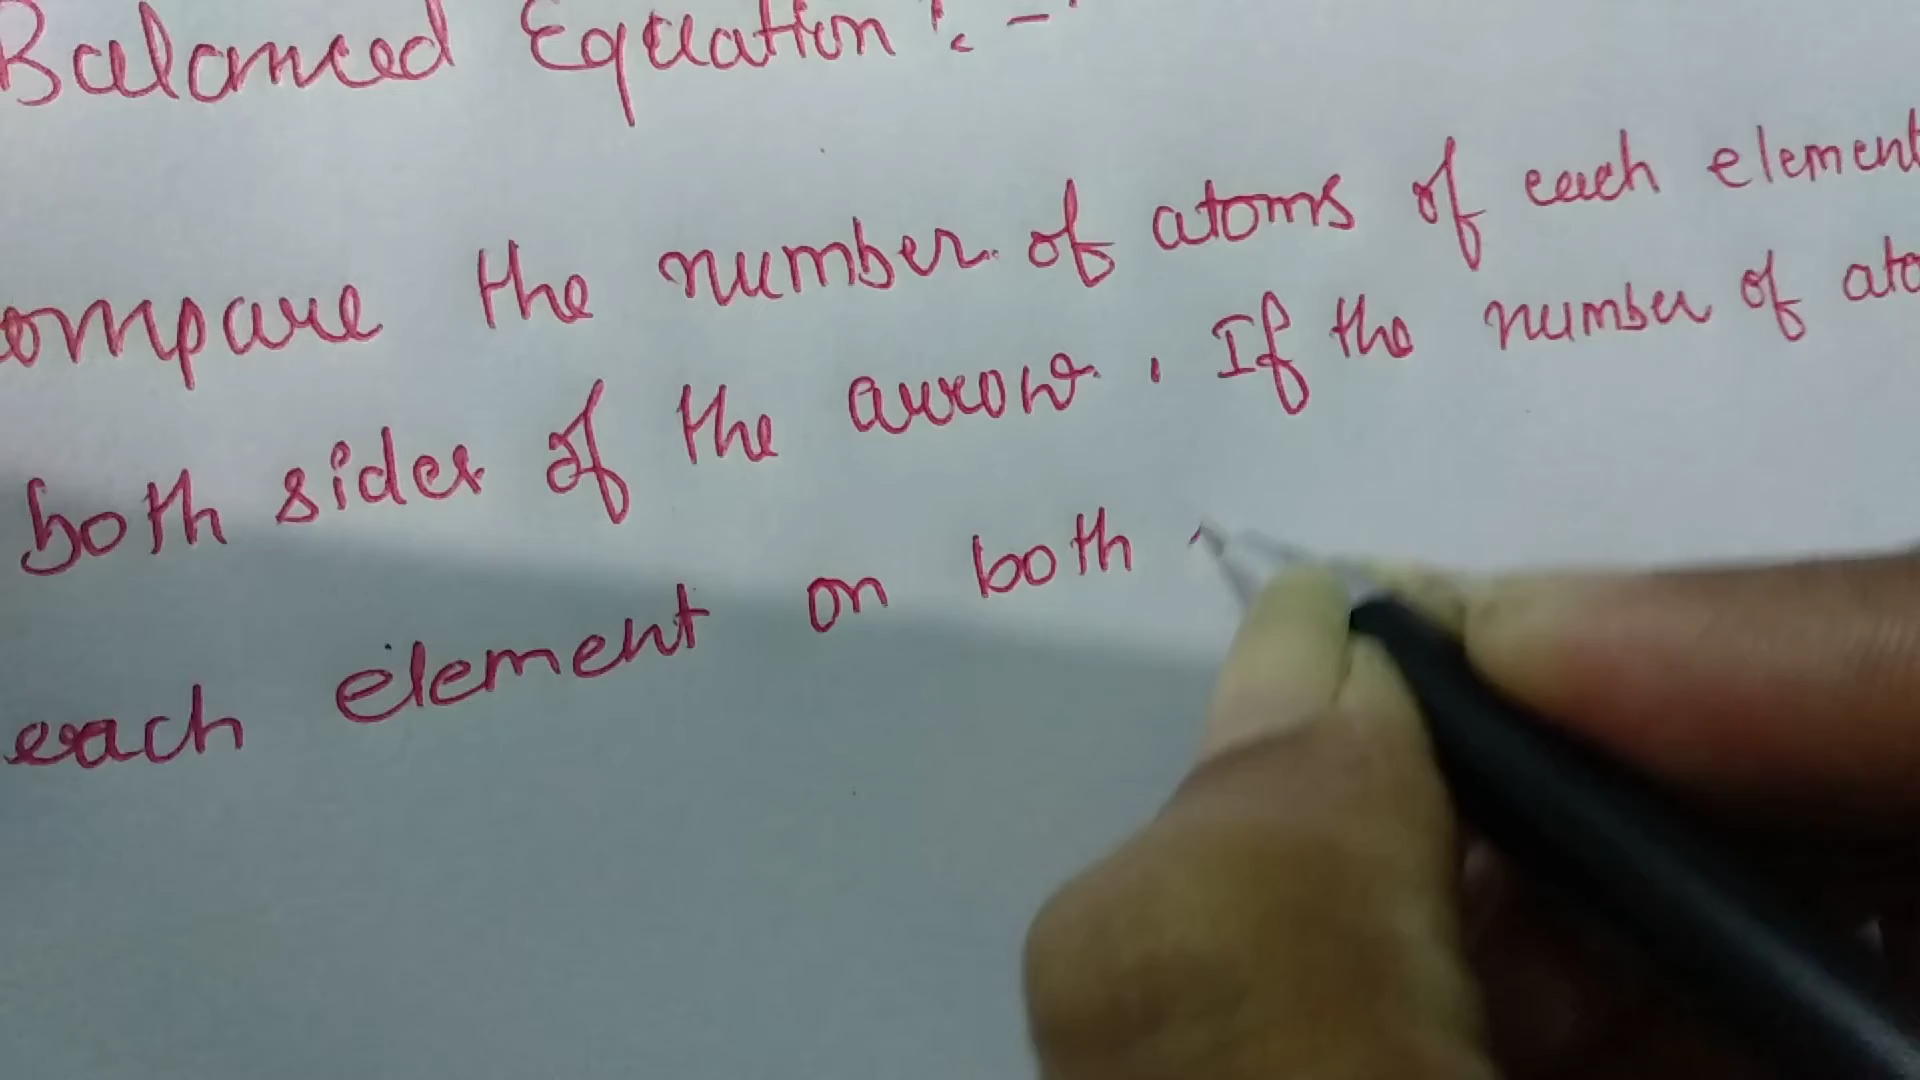 Balanced Equation :-
ompare the number of atoms of each element
both sides of the arrow. If the number of ato
each element on both